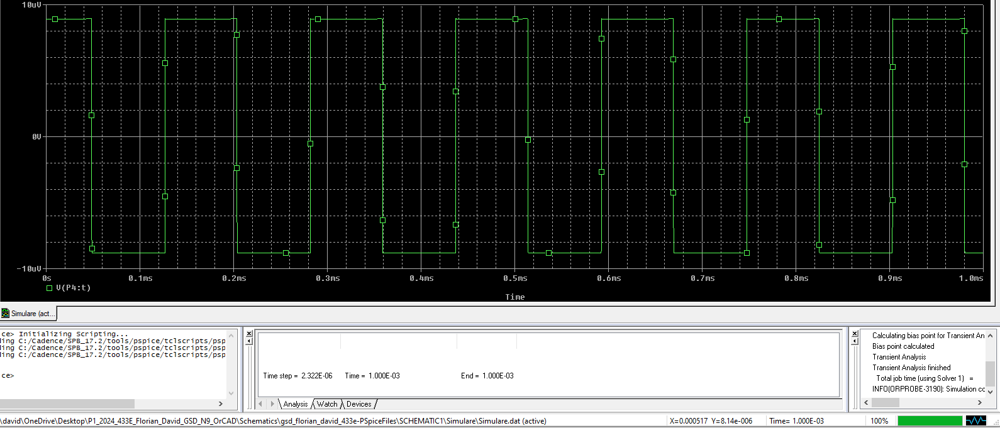 10uV
0V
-10uV
0s 0.1ms 0.2ms 0.3ms 0.4ms 0.5ms 0.6ms 0.7ms 0.8ms 0.9ms 1.0ms
V(P4:t)
Time
Simulare (act...
ce> Initializing Scripting...
ling C:/Cadence/SPB_17.2/tools/pspice/tclscripts/psp
ling C:/Cadence/SPB_17.2/tools/pspice/tclscripts/psp
ling C:/Cadence/SPB_17.2/tools/pspice/tclscripts/psp
ce>
Time step = 2.322E-06 Time = 1.000E-03 End = 1.000E-03
Analysis Watch Devices
Calculating bias point for Transient An
Bias point calculated
Transient Analysis
Transient Analysis finished
Total job time (using Solver 1) =
INFO(ORPROBE-3190): Simulation cc
\david\OneDrive\Desktop\P1_2024_433E_Florian_David_GSD_N9_OrCAD\Schematics\gsd_florian_david_433e-PSpiceFiles\SCHEMATIC1\Simulare\Simulare.dat (active)
X=0.000517 Y=8.14e-006 Time= 1.000E-03 100%